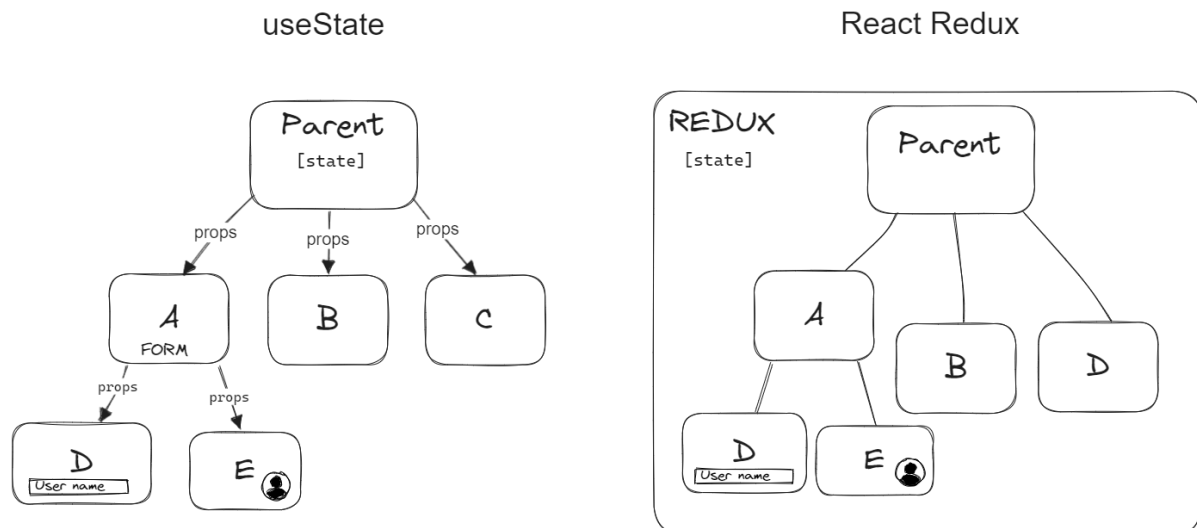 useState
Parent
[state]
props
props
props
A
FORM
B
C
props
props
D
User name
E
React Redux
REDUX
[state]
Parent
A
B
D
D
User name
E